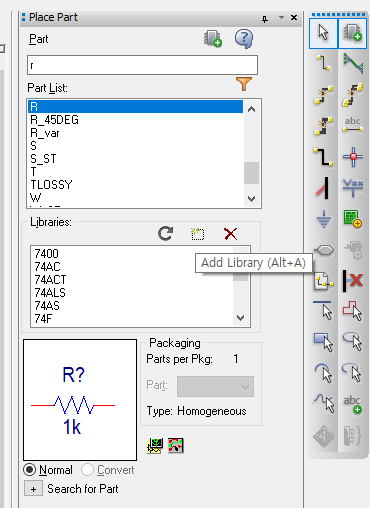 Place Part
Part
r
Part List:
R
R_45DEG
R_var
S
S_ST
T
TLOSSY
W
Libraries:
Add Library (Alt+A)
7400
74AC
74ACT
74ALS
74AS
74F
Packaging
Parts per Pkg: 1
Part:
Type: Homogeneous
R?
1k
Normal Convert
+ Search for Part
abc
abc